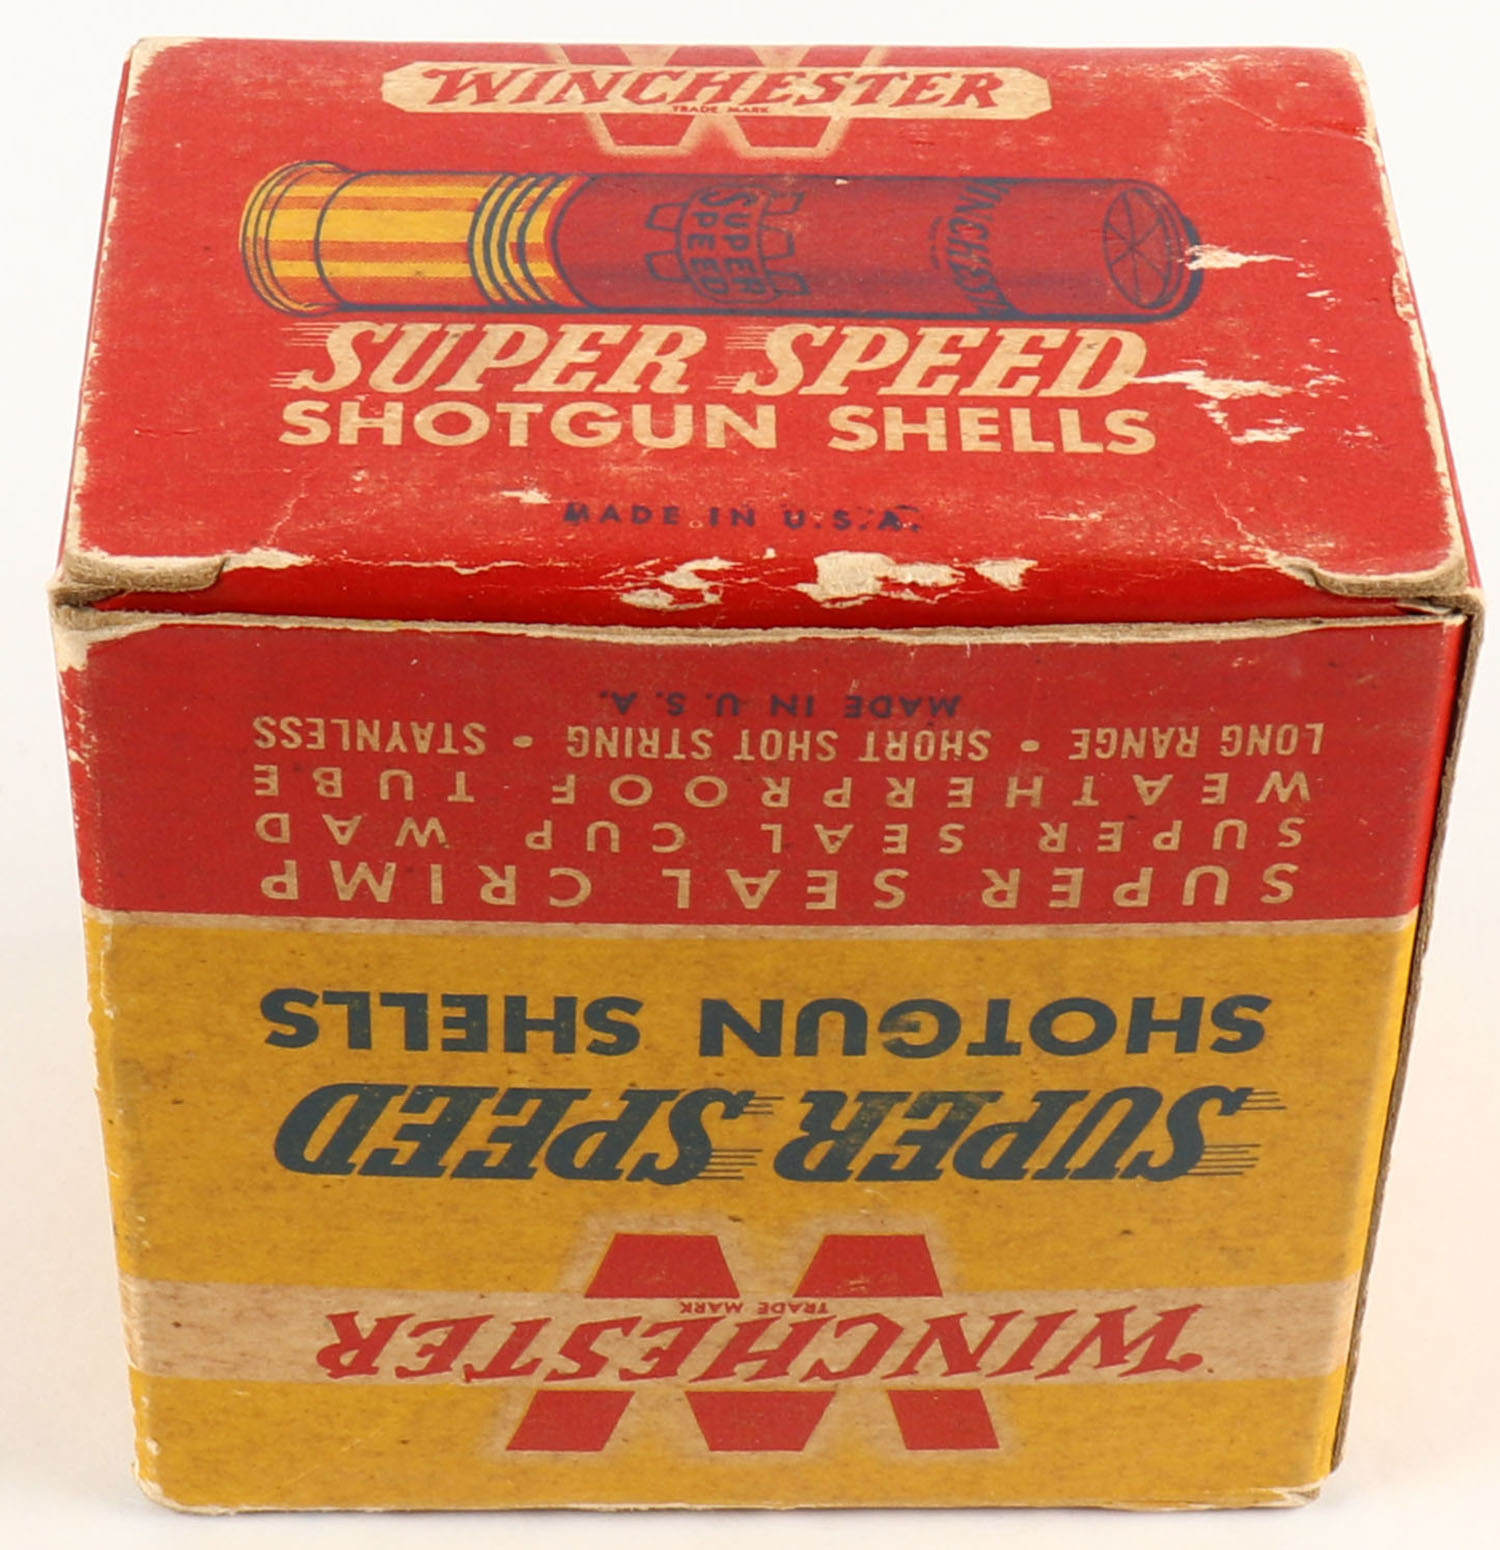 WINCHESTER
TRADE MARK
SUPER
SPEED
WINCHESTER
SUPER SPEED
SHOTGUN SHELLS
MADE IN U.S.A.
WINCHESTER
TRADE MARK
SUPER SPEED
SHOTGUN SHELLS
SUPER SEAL CRIMP
SUPER SEAL CUP WAD
WEATHERPROOF TUBE
LONG RANGE • SHORT SHOT STRING • STAYNLESS
MADE IN U. S. A.